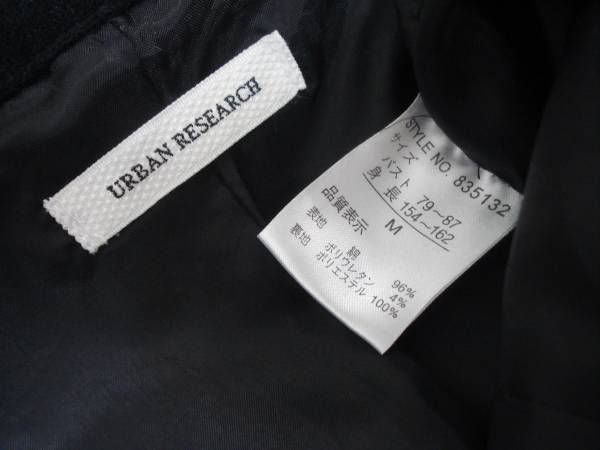 URBAN RESEARCH
STYLE NO. 835132
サイズ
バスト 79~87
身長 154~162
M
品質表示
表地 綿 96%
ポリウレタン 4%
裏地 ポリエステル 100%